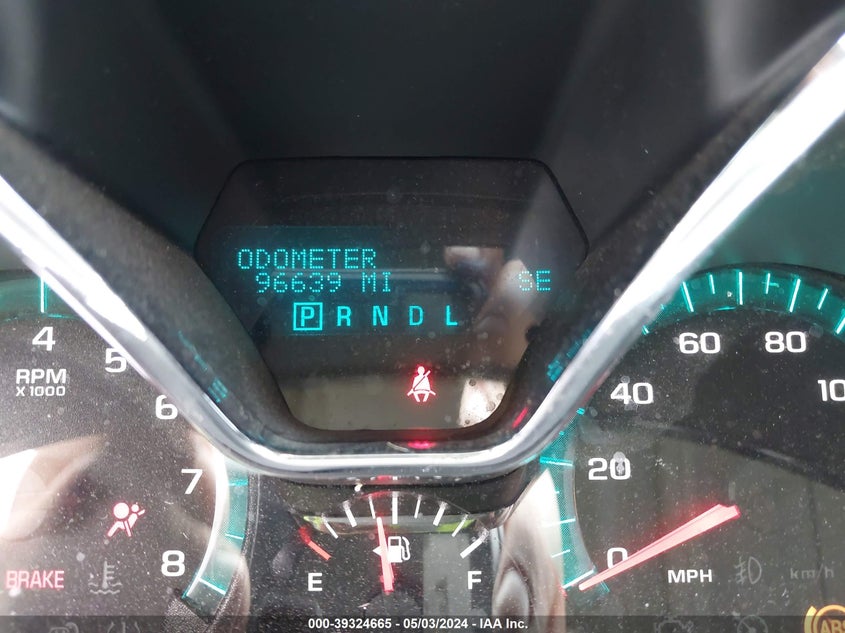 ODOMETER
96639 MI SE
P R N D L
4
5
6
7
8
RPM
X 1000
BRAKE
E
F
0
20
40
60
80
MPH
km/h
ABS
000-39324665 - 05/03/2024 - IAA Inc.